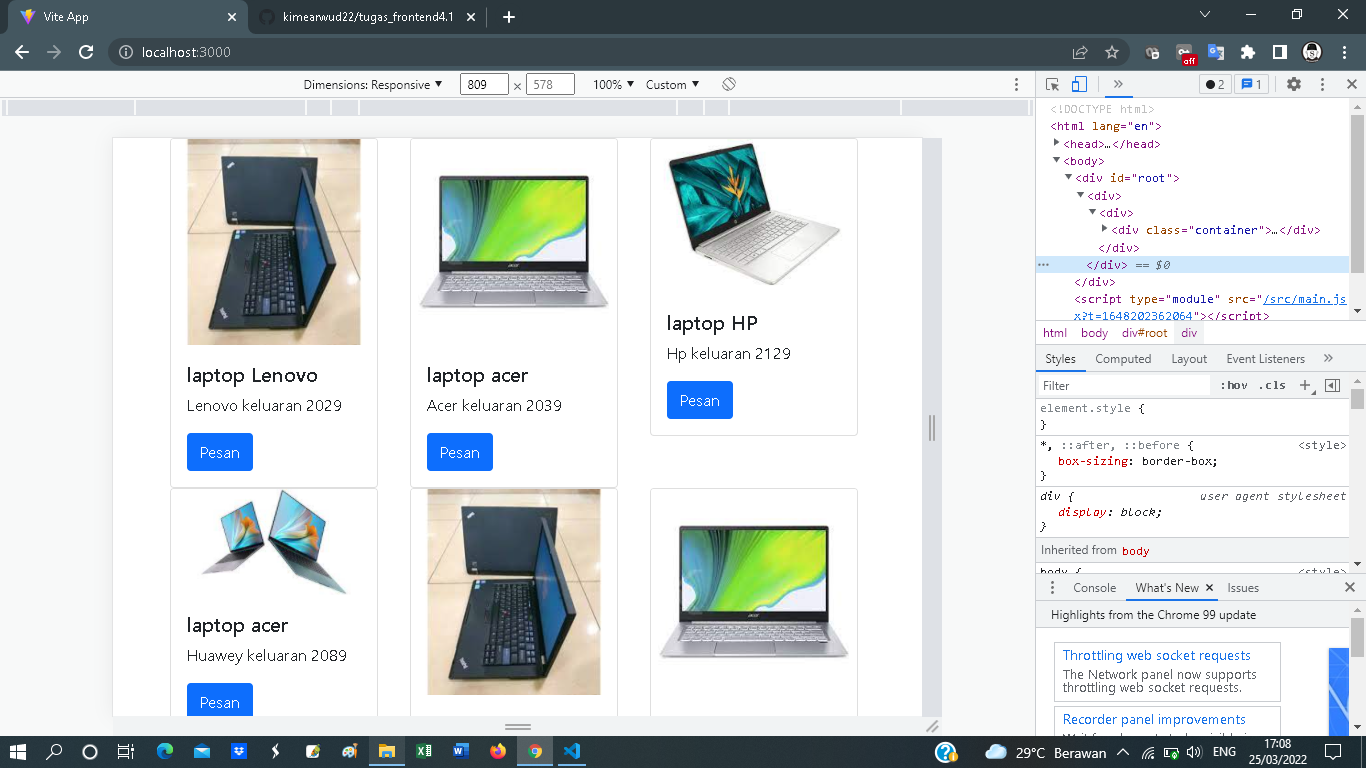 Vite App
kimearwud22/tugas_frontend4.1
localhost:3000
off
Dimensions: Responsive
809
×
578
100%
Custom
2
1
<!DOCTYPE html>
<html lang="en">
<head>…</head>
<body>
<div id="root">
<div>
<div>
<div class="container">…</div>
</div>
</div> == $0
</div>
<script type="module" src="/src/main.js
x?t=1648202362064"></script>
html body div#root div
Styles Computed Layout Event Listeners
Filter
:hov .cls
element.style {
}
*, ::after, ::before { <style>
box-sizing: border-box;
}
div { user agent stylesheet
display: block;
}
Inherited from body
body { <style>
Console What's New Issues
Highlights from the Chrome 99 update
Throttling web socket requests
The Network panel now supports
throttling web socket requests.
Recorder panel improvements
laptop Lenovo
Lenovo keluaran 2029
Pesan
laptop acer
Acer keluaran 2039
Pesan
laptop HP
Hp keluaran 2129
Pesan
laptop acer
Huawey keluaran 2089
Pesan
29°C Berawan
ENG
17:08
25/03/2022